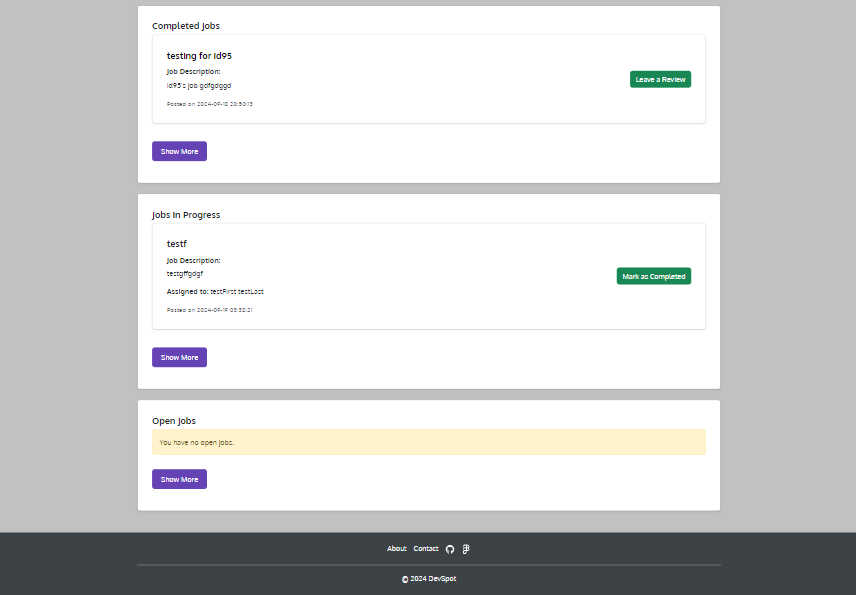 Completed Jobs
testing for id95
Job Description:
id95's job gdfgdggd
Leave a Review
Posted on 2024-09-18 20:50:13
Show More
Jobs In Progress
testf
Job Description:
testgffgdgf
Mark as Completed
Assigned to: testFirst testLast
Posted on 2024-09-19 03:38:21
Show More
Open Jobs
You have no open jobs.
Show More
About Contact
© 2024 DevSpot